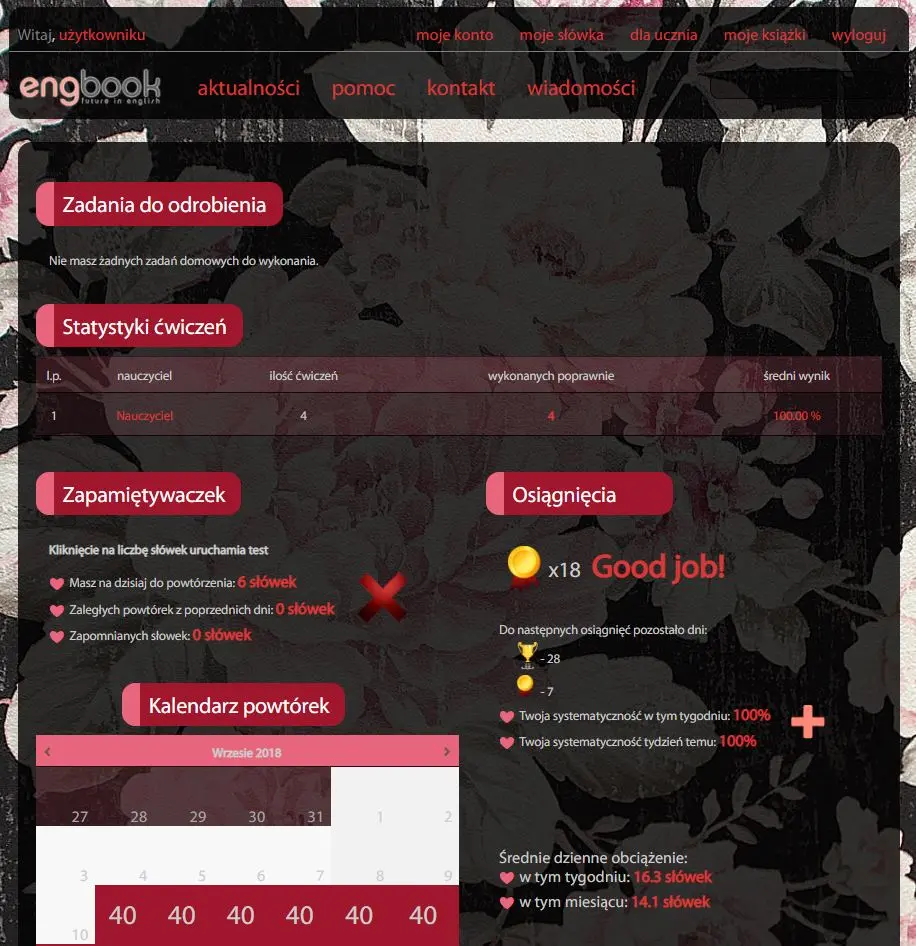 Witaj, użytkowniku
moje konto moje słówka dla ucznia moje książki wyloguj
engbook
future in english
aktualności pomoc kontakt wiadomości
Zadania do odrobienia
Nie masz żadnych zadań domowych do wykonania.
Statystyki ćwiczeń
l.p. nauczyciel ilość ćwiczeń wykonanych poprawnie średni wynik
1 Nauczyciel 4 4 100.00 %
Zapamiętywaczek
Kliknięcie na liczbę słówek uruchamia test
Masz na dzisiaj do powtórzenia: 6 słówek
Zaległych powtórek z poprzednich dni: 0 słówek
Zapomnianych słowek: 0 słówek
Kalendarz powtórek
< Wrzesie 2018 >
27 28 29 30 31 1 2
3 4 5 6 7 8 9
10 40 40 40 40 40 40
Osiągnięcia
x18 Good job!
Do następnych osiągnięć pozostało dni:
- 28
- 7
Twoja systematyczność w tym tygodniu: 100%
Twoja systematyczność tydzień temu: 100%
Średnie dzienne obciążenie:
w tym tygodniu: 16.3 słówek
w tym miesiącu: 14.1 słówek